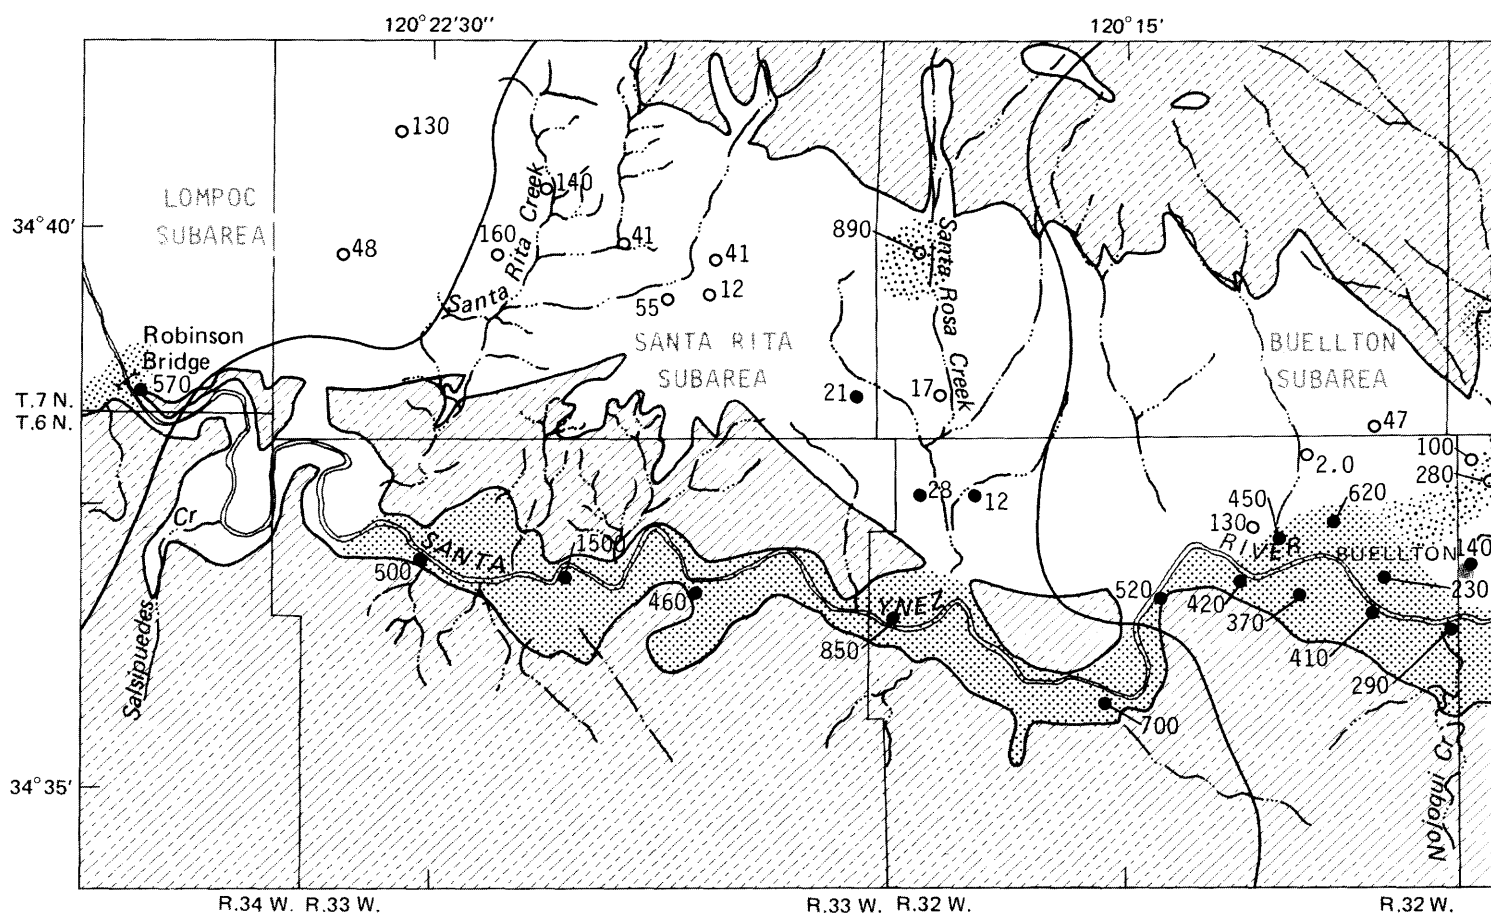 120°22'30''
120°15'
130
LOMPOC
SUBAREA
140
Santa Rita Creek
34°40'
48
160
41
41
890
Santa Rosa Creek
Santa
55
12
Robinson
Bridge
570
SANTA RITA
SUBAREA
BUELLTON
SUBAREA
21
17
T.7 N.
T.6 N.
47
100
2.0
280
28
12
450
620
130
Cr
SANTA
1500
RIVER
BUELLTON
140
500
460
520
420
370
230
YNEZ
850
410
290
Salsipuedes
700
34°35'
Nojoqui Cr
R.34 W. R.33 W.
R.33 W. R.32 W.
R.32 W.